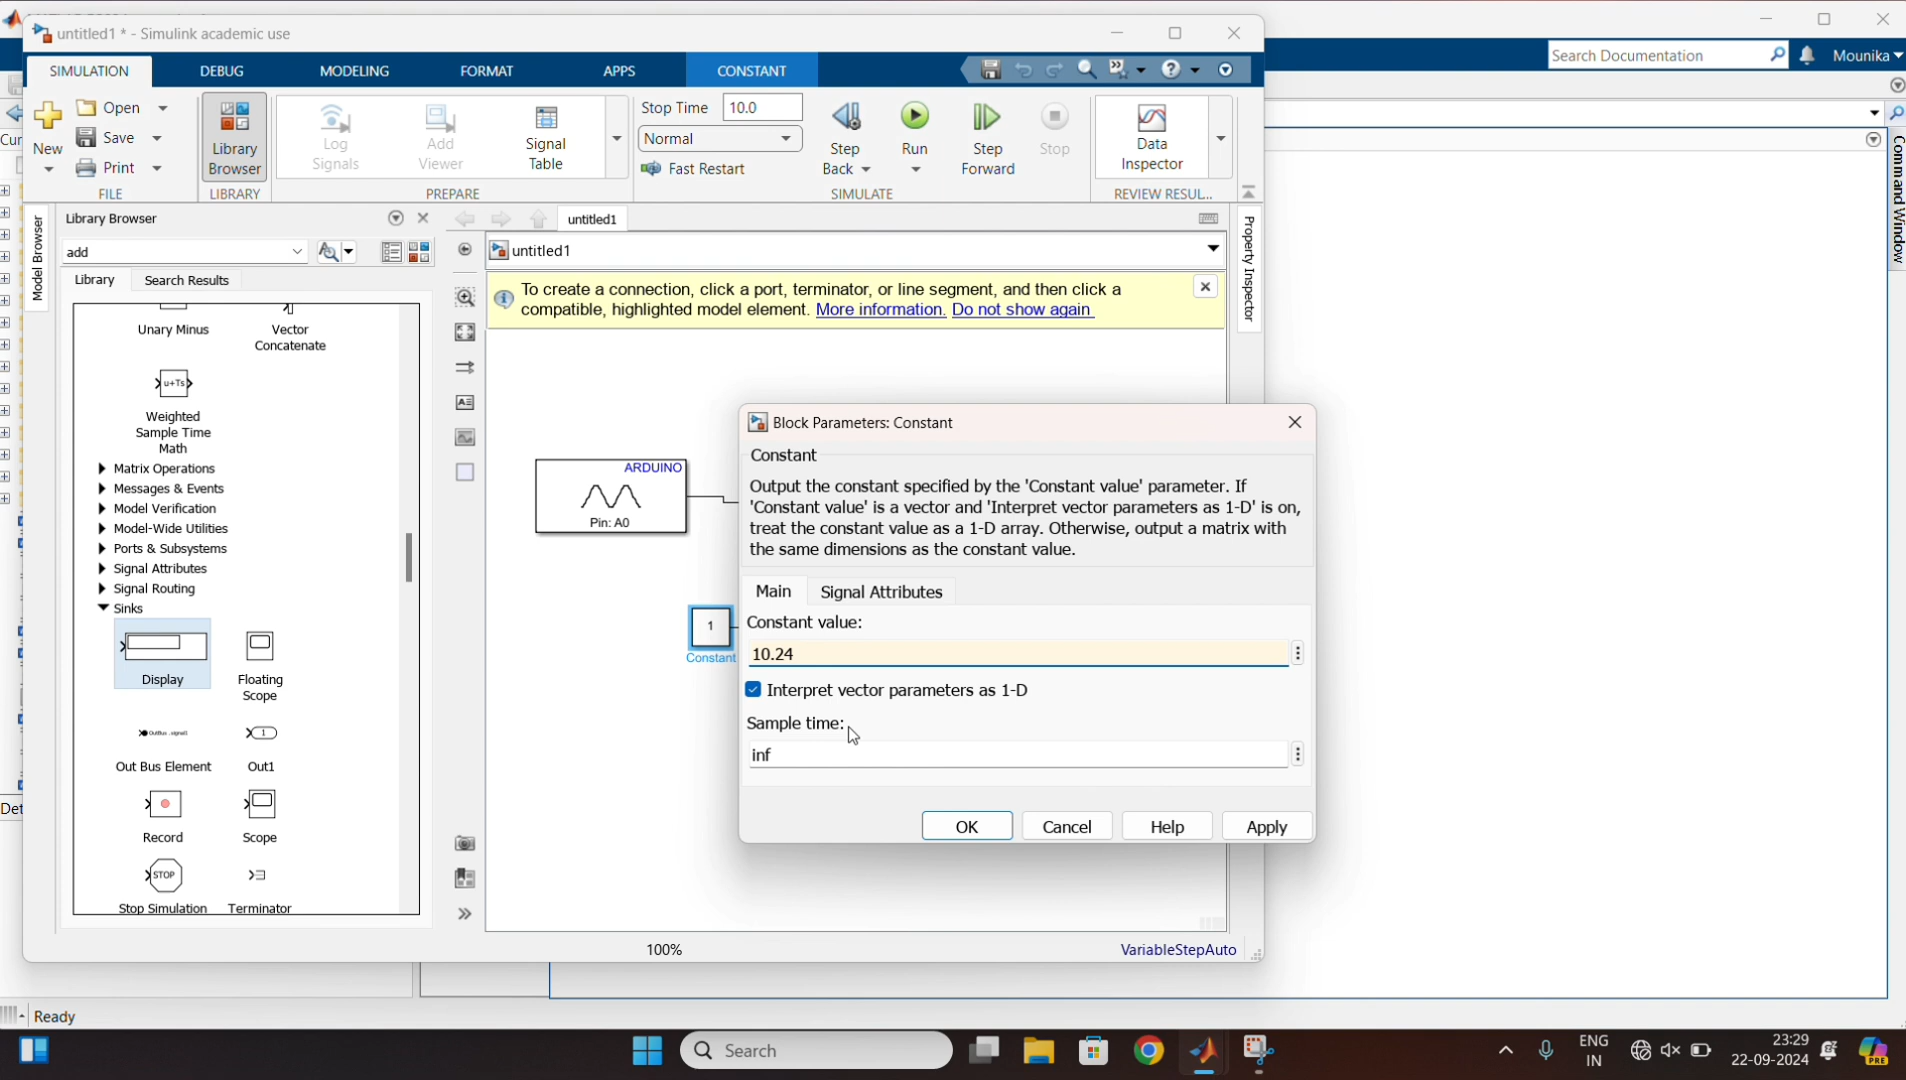 untitled1 * - Simulink academic use
SIMULATION
DEBUG
MODELING
FORMAT
APPS
CONSTANT
Search Documentation
Mounika
New
Open
Save
Print
FILE
Library
Browser
LIBRARY
Log
Signals
Add
Viewer
Signal
Table
PREPARE
Stop Time
10.0
Normal
Fast Restart
Step
Back
Run
Step
Forward
Stop
SIMULATE
Data
Inspector
REVIEW RESUL...
Cur
Command Window
Model Browser
Library Browser
add
Library
Search Results
Unary Minus
Vector
Concatenate
u+Ts
Weighted
Sample Time
Math
Matrix Operations
Messages & Events
Model Verification
Model-Wide Utilities
Ports & Subsystems
Signal Attributes
Signal Routing
Sinks
Display
Floating
Scope
Out Bus Element
1
Out1
Record
Scope
STOP
Stop Simulation
Terminator
Det
untitled1
untitled1
Property Inspector
To create a connection, click a port, terminator, or line segment, and then click a
compatible, highlighted model element. More information. Do not show again
ARDUINO
Pin: A0
1
Constant
Block Parameters: Constant
Constant
Output the constant specified by the 'Constant value' parameter. If
'Constant value' is a vector and 'Interpret vector parameters as 1-D' is on,
treat the constant value as a 1-D array. Otherwise, output a matrix with
the same dimensions as the constant value.
Main
Signal Attributes
Constant value:
10.24
Interpret vector parameters as 1-D
Sample time:
inf
OK
Cancel
Help
Apply
100%
VariableStepAuto
Ready
Search
ENG
IN
23:29
22-09-2024
PRE